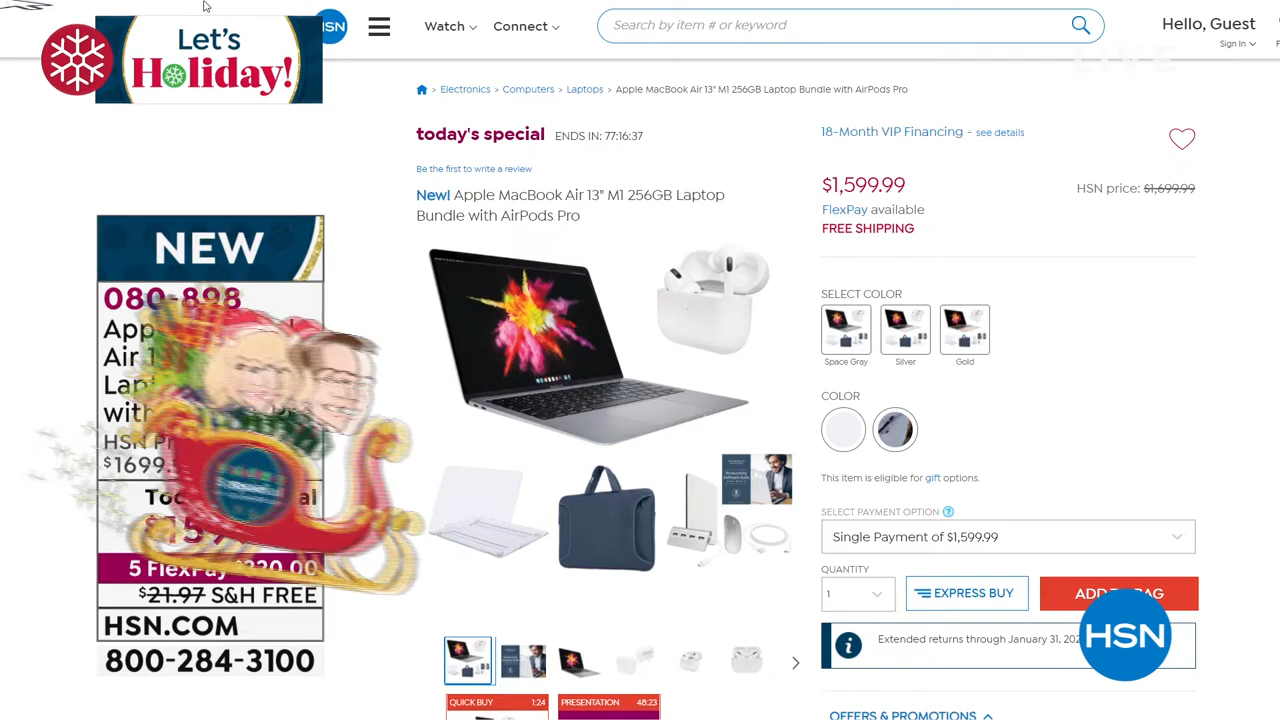 Let's
Holiday!
HSN
Watch
Connect
Search by item # or keyword
Hello, Guest
Sign In
LIVE
Electronics > Computers > Laptops > Apple MacBook Air 13" M1 256GB Laptop Bundle with AirPods Pro
today's special ENDS IN: 77:16:37
Be the first to write a review
New! Apple MacBook Air 13" M1 256GB Laptop
Bundle with AirPods Pro
18-Month VIP Financing - see details
$1,599.99
HSN price: $1,699.99
FlexPay available
FREE SHIPPING
SELECT COLOR
Space Gray
Silver
Gold
COLOR
This item is eligible for gift options.
SELECT PAYMENT OPTION ?
Single Payment of $1,599.99
QUANTITY
1
EXPRESS BUY
ADD TO BAG
Extended returns through January 31,
HSN
OFFERS & PROMOTIONS
QUICK BUY 1:24
PRESENTATION 48:23
NEW
080-898
Air
with
HSN
$1699.
5 FlexPay $320.00
$21.97 S&H FREE
HSN.COM
800-284-3100